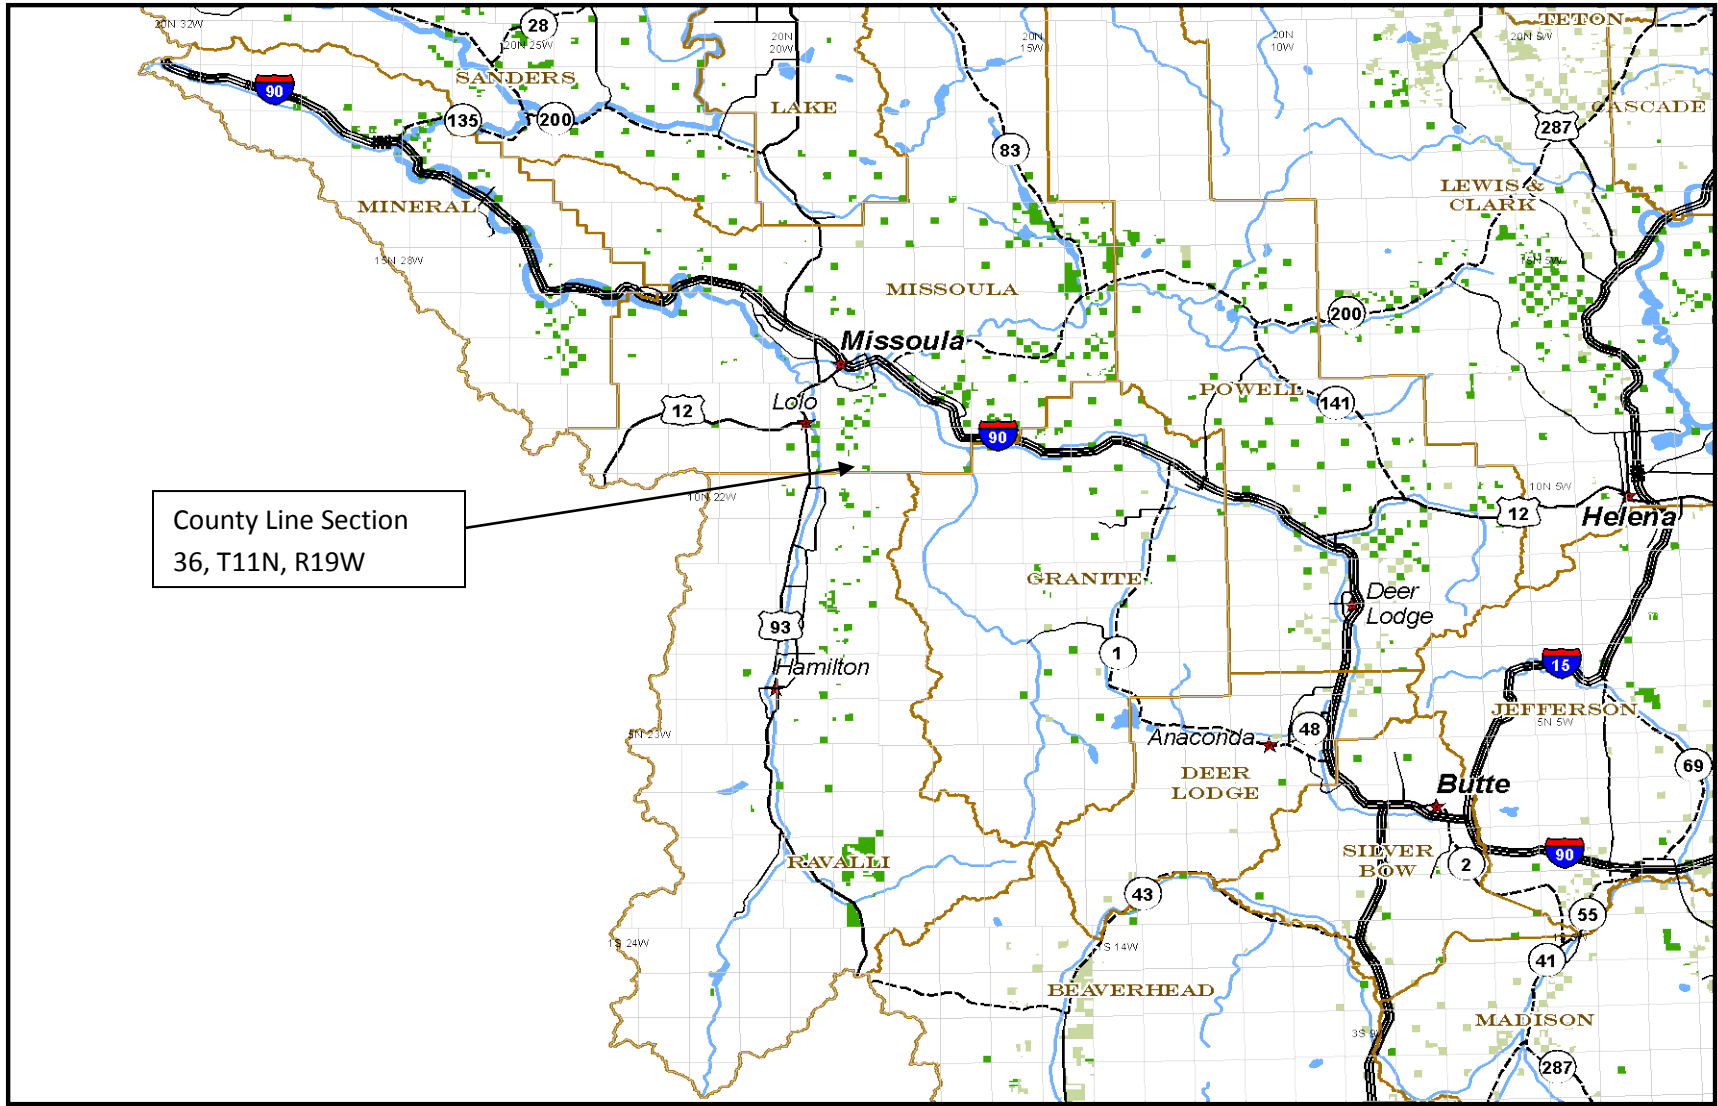 20N 32W
28
20N 25W
20N
20W
20N
15W
20N
10W
TETON
20N 5W
SANDERS
90
LAKE
CASCADE
135
200
287
83
LEWIS &
CLARK
MINERAL
15N 28W
15N 5W
MISSOULA
200
Missoula
POWELL
12
Lolo
141
90
10N 22W
10N 5W
12
Helena
County Line Section
36, T11N, R19W
GRANITE
Deer
Lodge
93
1
15
Hamilton
JEFFERSON
5N 5W
5N 23W
48
Anaconda
69
DEER
LODGE
Butte
SILVER
BOW
90
2
RAVALLI
43
55
1S 24W
S 14W
41
BEAVERHEAD
MADISON
3S 9
287